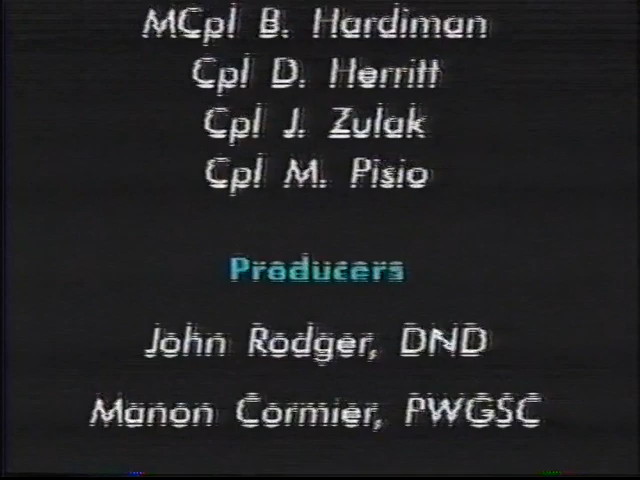 MCpl B. Hardiman
Cpl D. Herritt
Cpl J. Zulak
Cpl M. Pisio
Producers
John Rodger, DND
Manon Cormier, PWGSC